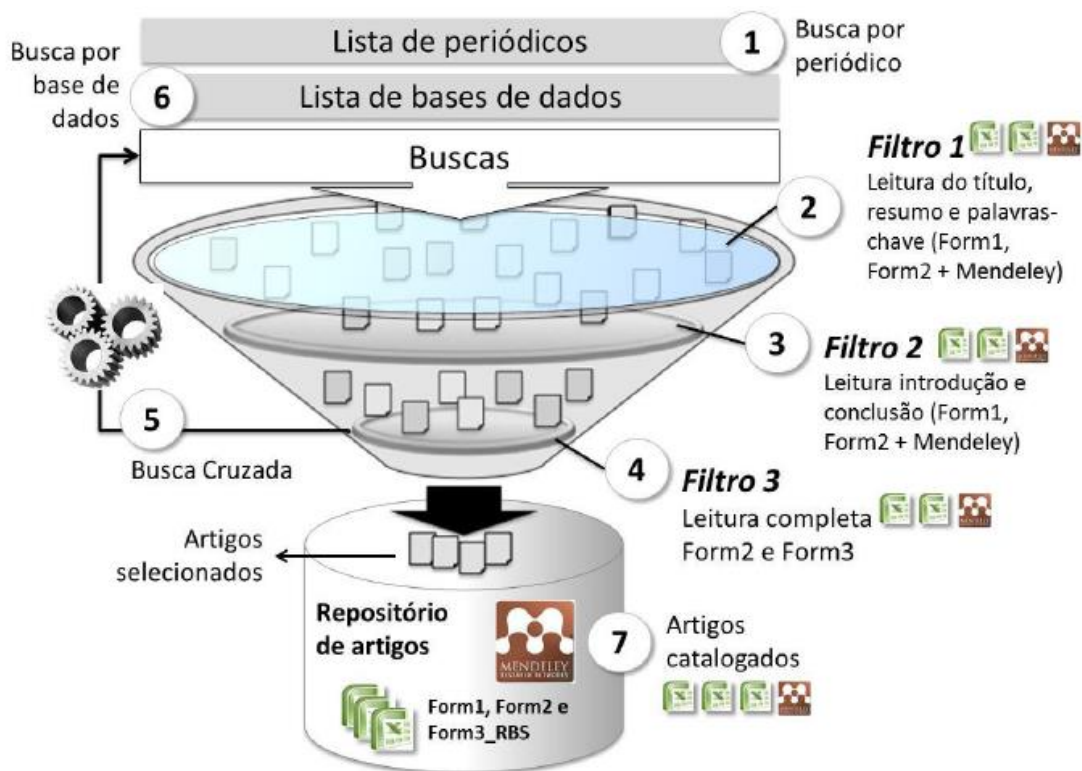 Lista de periódicos
1
Busca por
periódico
Busca por
base de
dados
6
Lista de bases de dados
Buscas
2
Filtro 1
Leitura do título,
resumo e palavras-
chave (Form1,
Form2 + Mendeley)
3
Filtro 2
Leitura introdução e
conclusão (Form1,
Form2 + Mendeley)
5
Busca Cruzada
4
Filtro 3
Leitura completa
Form2 e Form3
Artigos
selecionados
Repositório
de artigos
MENDELEY
7
Artigos
catalogados
Form1, Form2 e
Form3_RBS